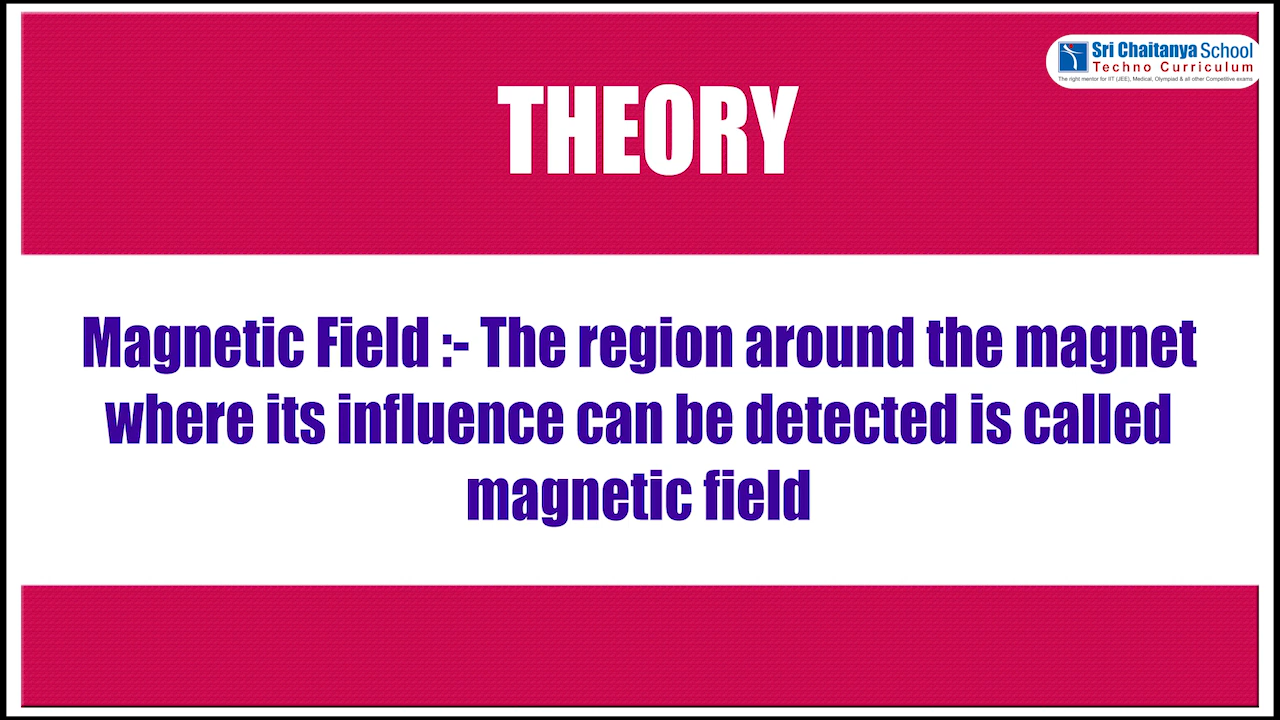 Sri Chaitanya School
Techno Curriculum
The right mentor for IIT (JEE), Medical, Olympiad & all other Competitive exams
THEORY
Magnetic Field :- The region around the magnet
where its influence can be detected is called
magnetic field